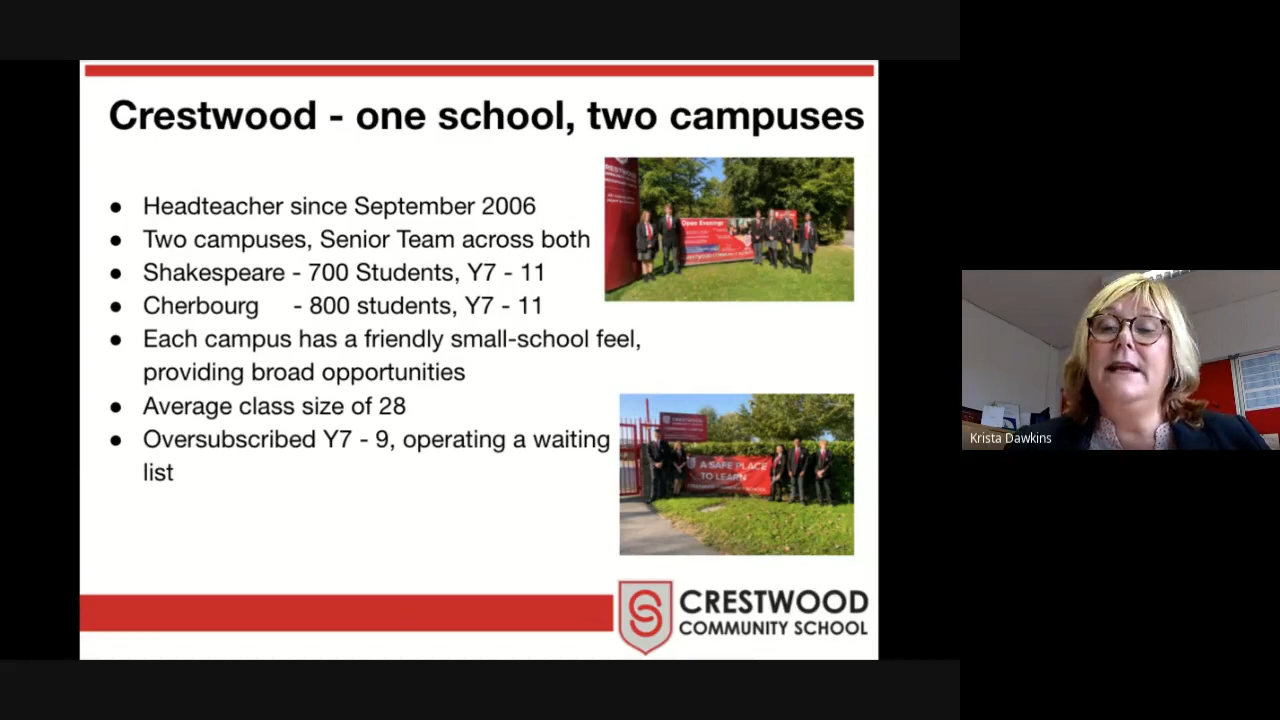 Crestwood - one school, two campuses
● Headteacher since September 2006
● Two campuses, Senior Team across both
● Shakespeare - 700 Students, Y7 - 11
● Cherbourg - 800 students, Y7 - 11
● Each campus has a friendly small-school feel,
providing broad opportunities
● Average class size of 28
● Oversubscribed Y7 - 9, operating a waiting
list
Open Evenings
A SAFE PLACE
TO LEARN
CRESTWOOD
COMMUNITY SCHOOL
Krista Dawkins